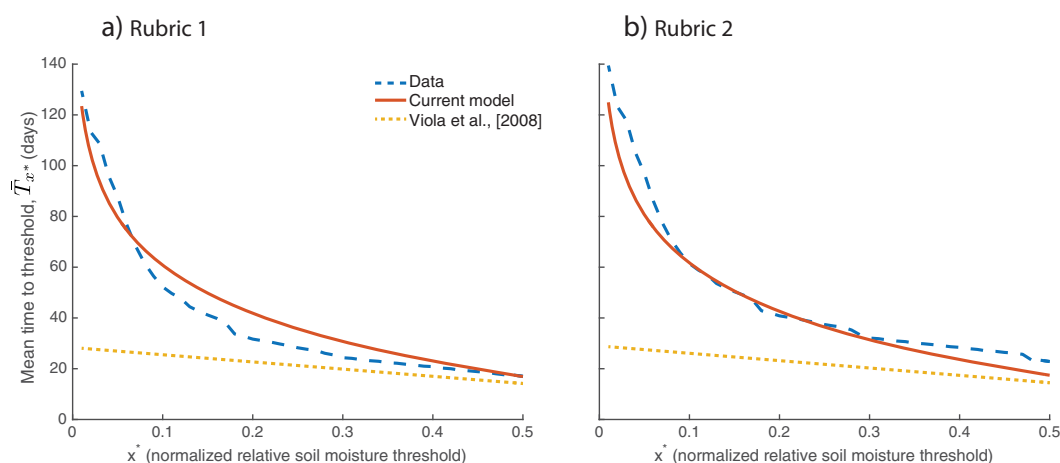 a) Rubric 1
b) Rubric 2
Mean time to threshold, T̄x* (days)
140
120
100
80
60
40
20
0
Data
Current model
Viola et al., [2008]
0 0.1 0.2 0.3 0.4 0.5
0 0.1 0.2 0.3 0.4 0.5
x* (normalized relative soil moisture threshold)
x* (normalized relative soil moisture threshold)